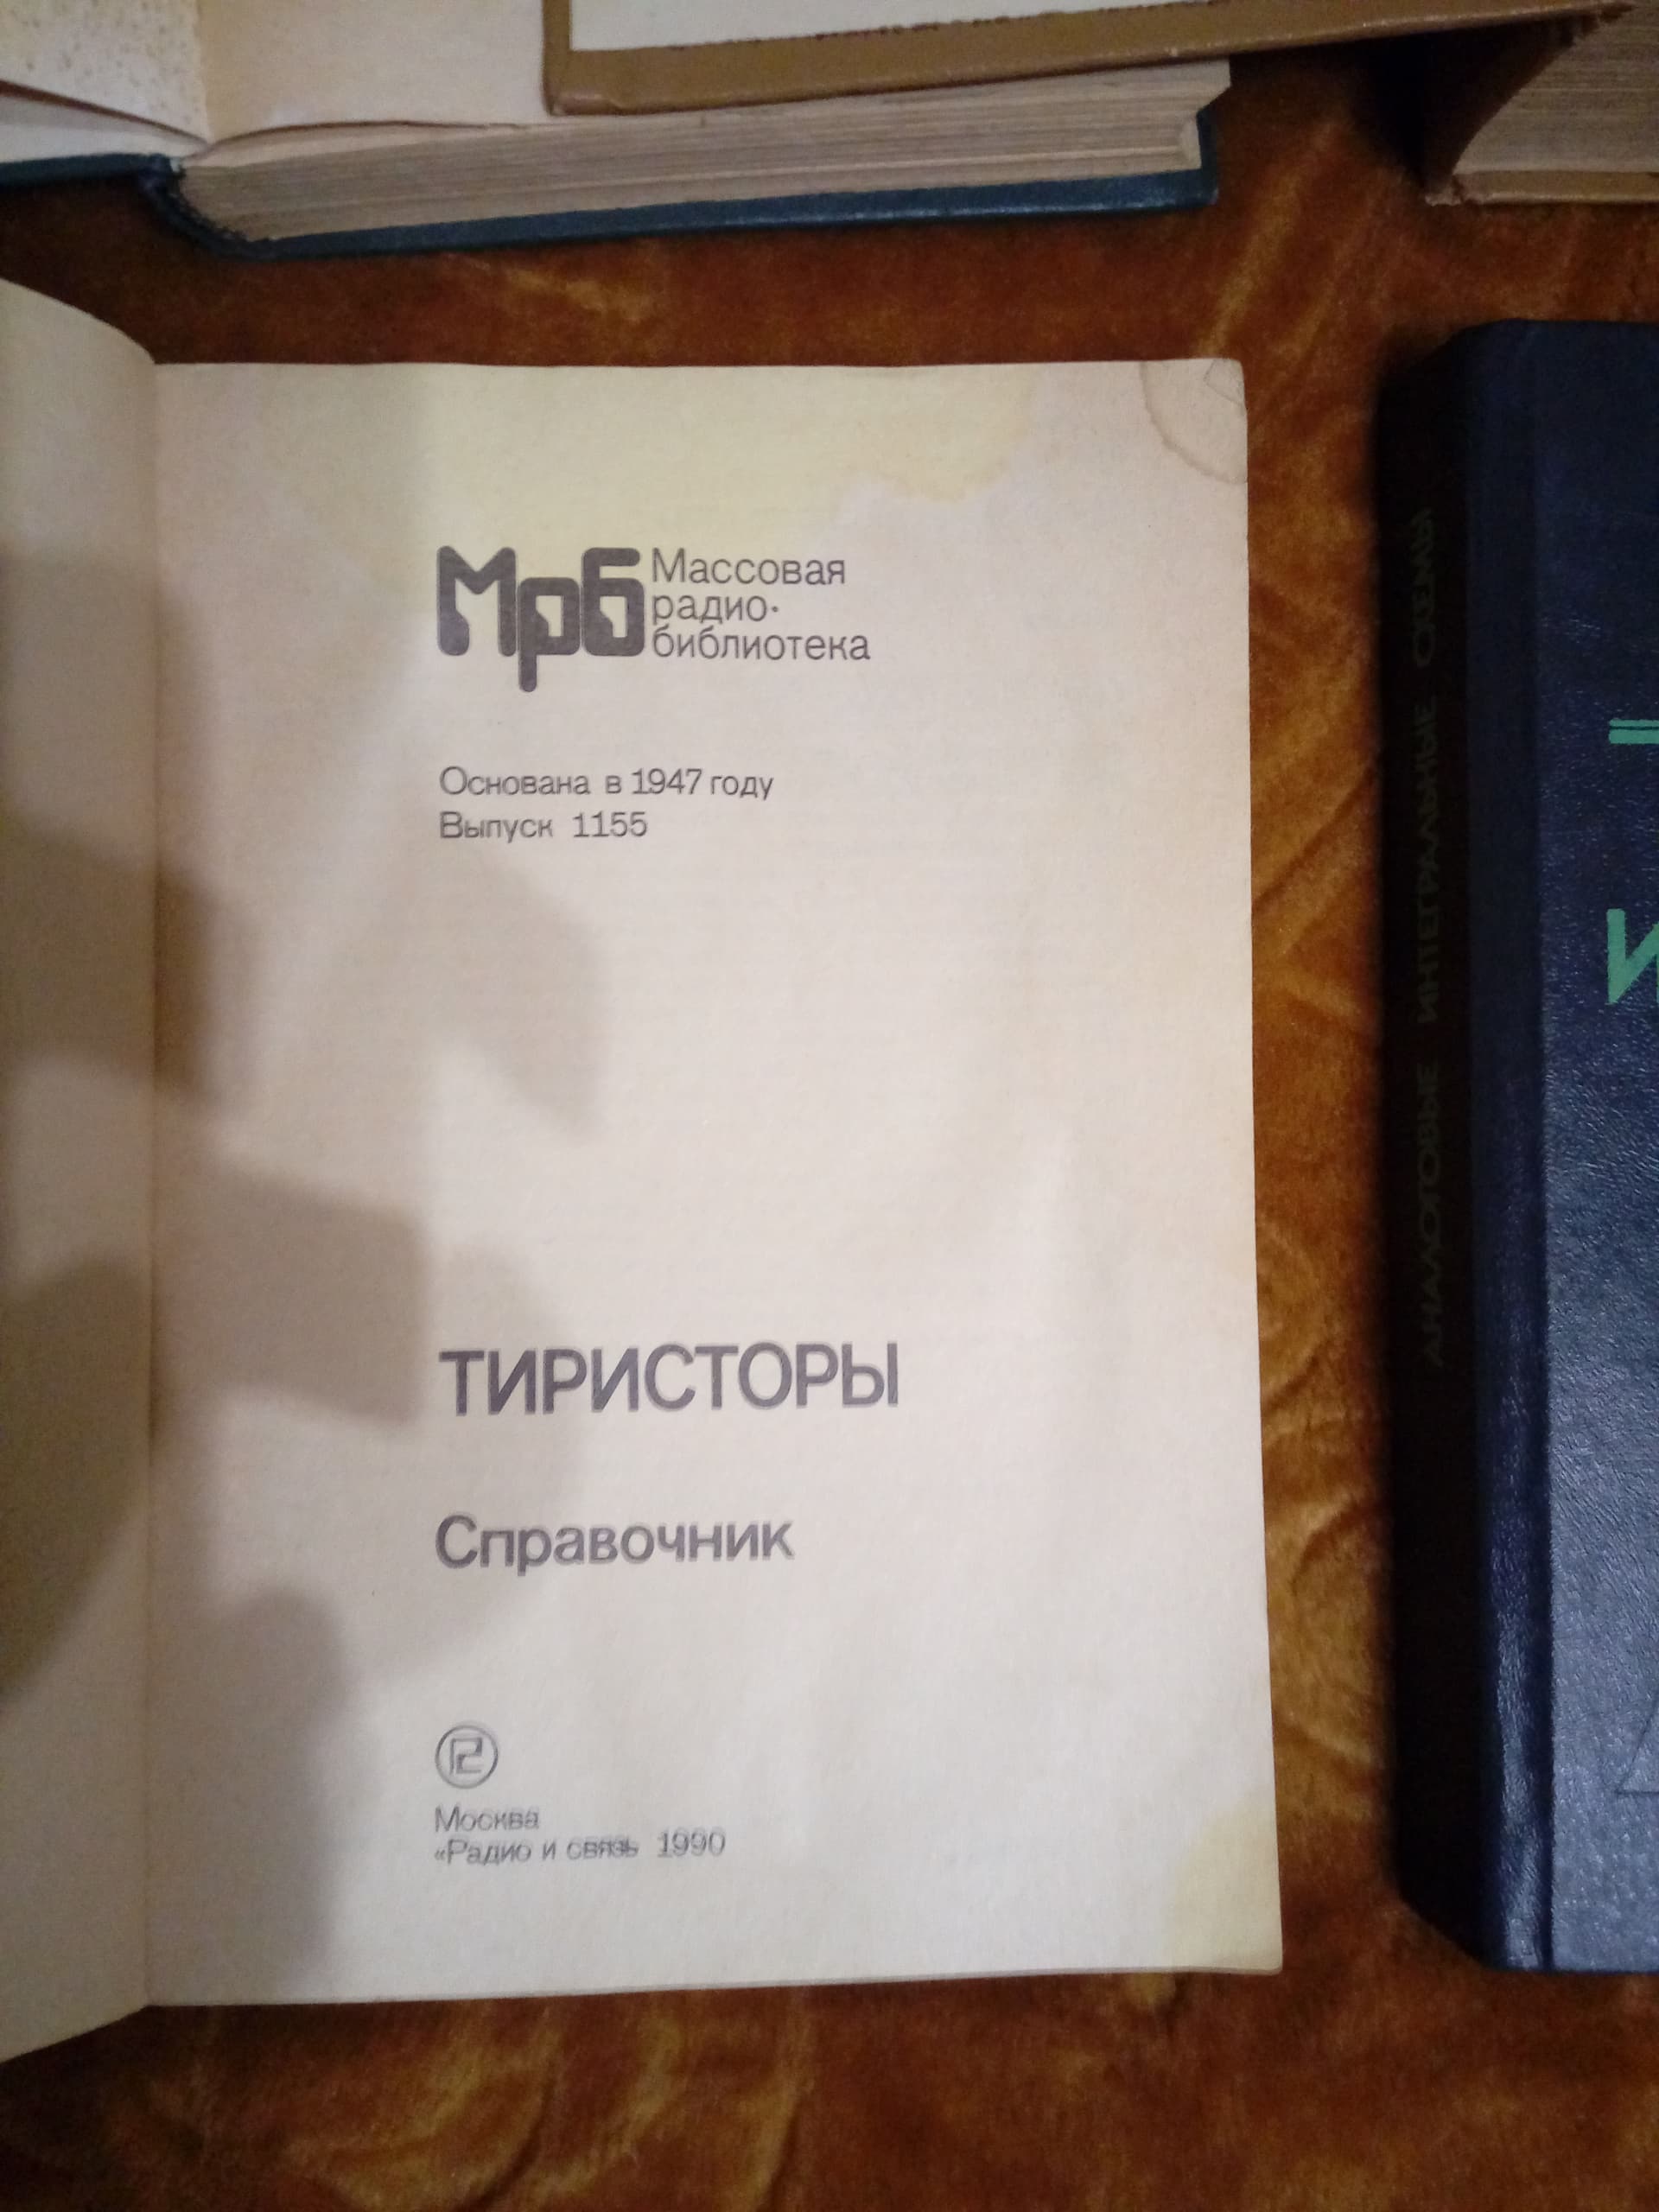 Мрб
Массовая
радио-
библиотека
Основана в 1947 году
Выпуск 1155
ТИРИСТОРЫ
Справочник
Москва
«Радио и связь 1990
АНАЛОГОВЫЕ ИНТЕГРАЛЬНЫЕ СХЕМЫ